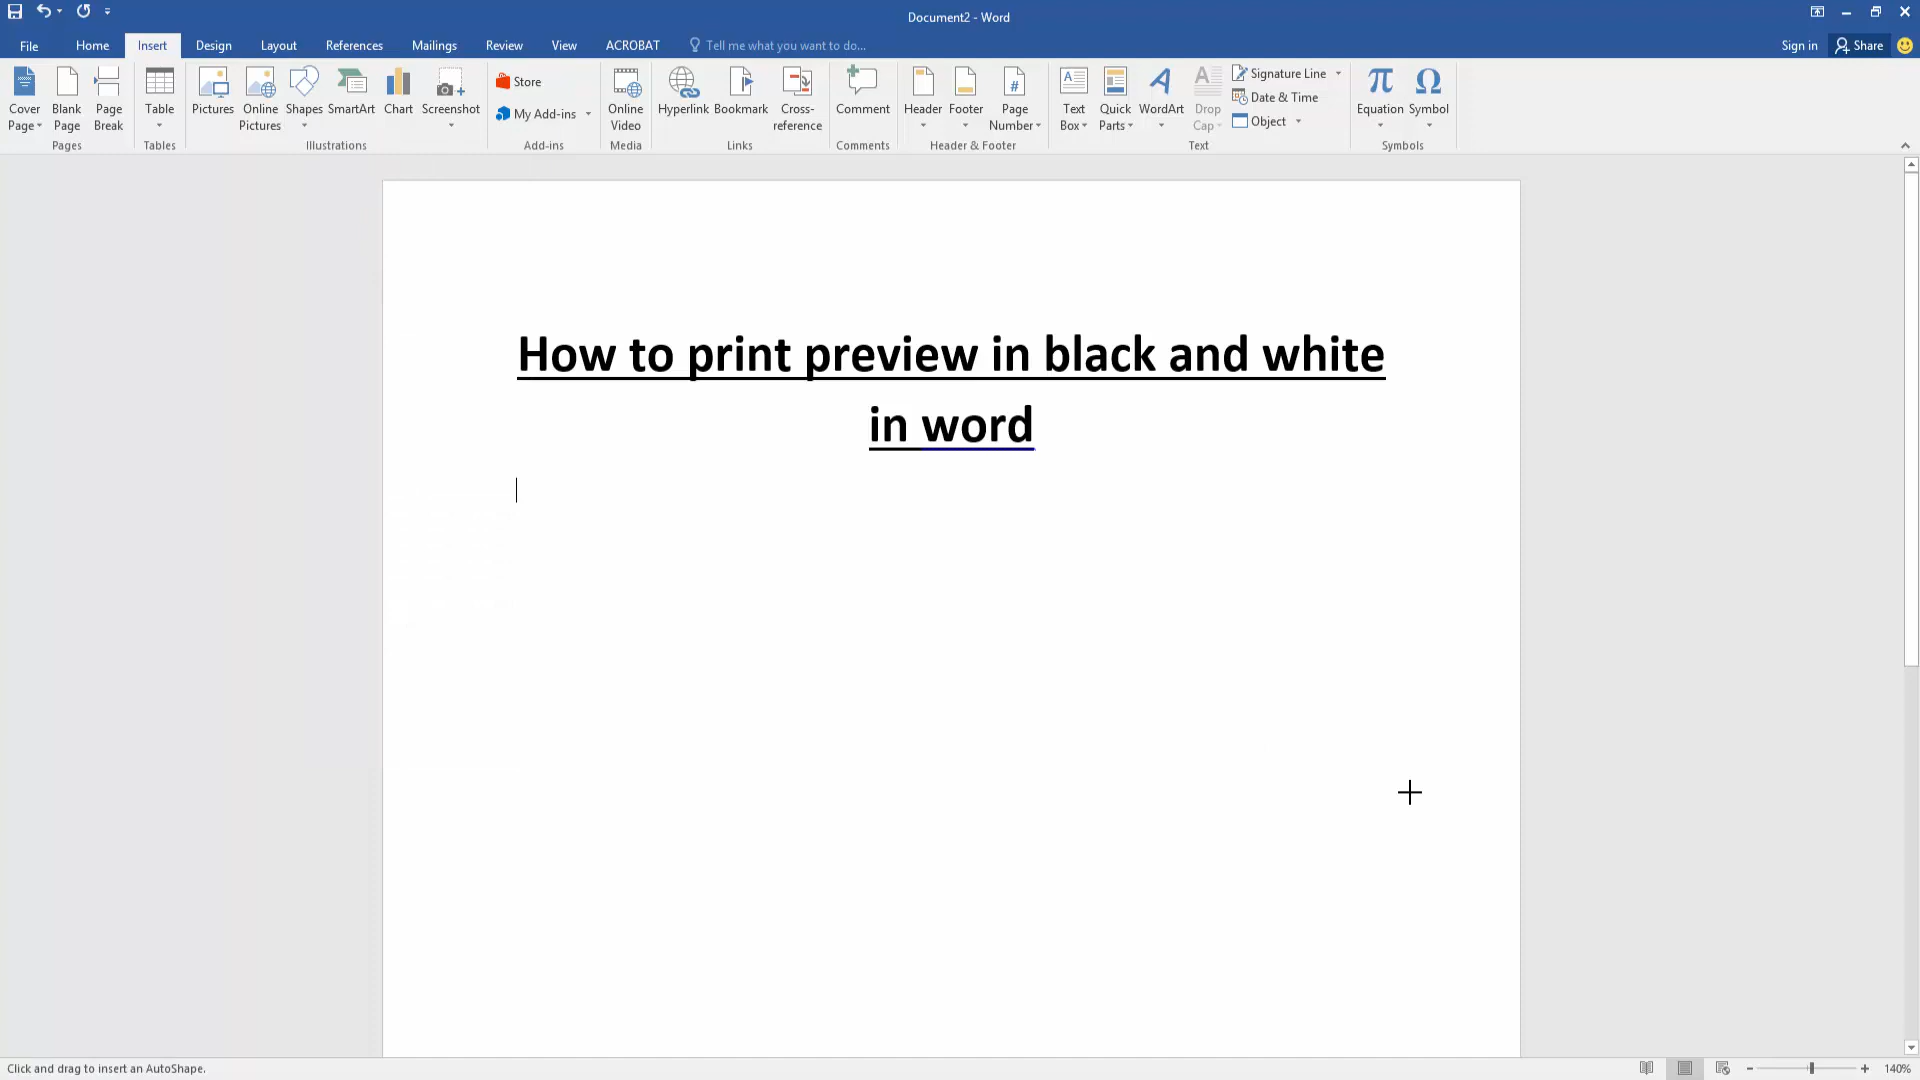 Document2 - Word
File Home Insert Design Layout References Mailings Review View ACROBAT Tell me what you want to do... Sign in Share
Cover Page
Blank Page
Page Break
Table
Pictures
Online Pictures
Shapes
SmartArt
Chart
Screenshot
Store
My Add-ins
Online Video
Hyperlink
Bookmark
Cross-reference
Comment
Header
Footer
Page Number
Text Box
Quick Parts
WordArt
Drop Cap
Signature Line
Date & Time
Object
Equation
Symbol
Pages Tables Illustrations Add-ins Media Links Comments Header & Footer Text Symbols
How to print preview in black and white
in word
Click and drag to insert an AutoShape.
140%